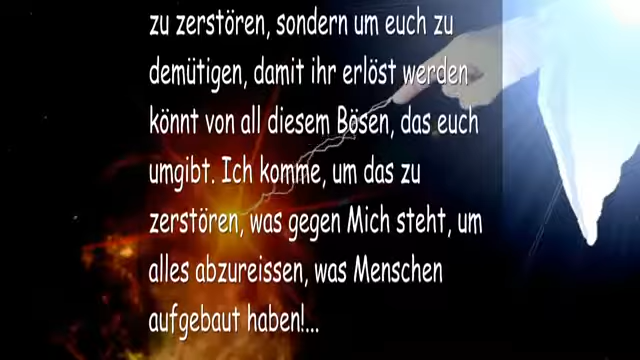 zu zerstören, sondern um euch zu
demütigen, damit ihr erlöst werden
könnt von all diesem Bösen, das euch
umgibt. Ich komme, um das zu
zerstören, was gegen Mich steht, um
alles abzureissen, was Menschen
aufgebaut haben!...